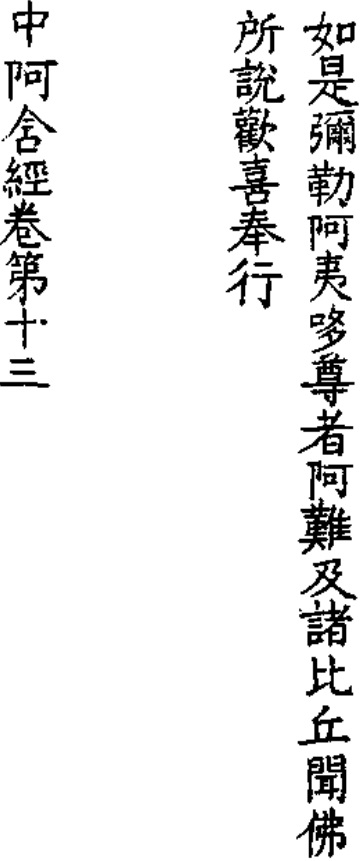 如是彌勒阿夷哆尊者阿難及諸比丘聞佛
所說歡喜奉行
中阿含經卷第十三